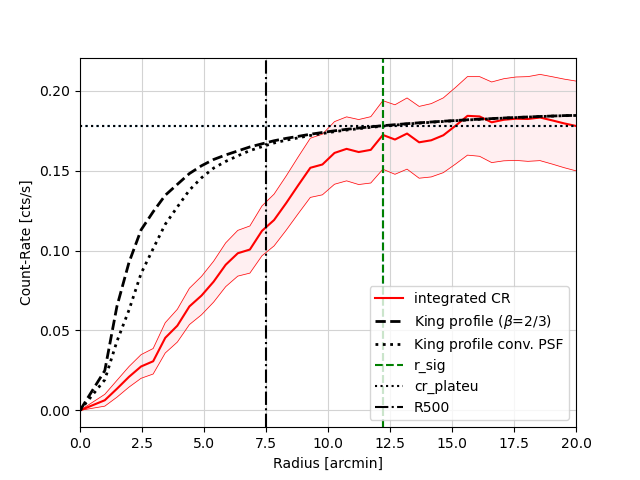 0.20
0.15
0.10
0.05
0.00
Count-Rate [cts/s]
integrated CR
King profile (β=2/3)
King profile conv. PSF
r_sig
cr_plateu
R500
0.0 2.5 5.0 7.5 10.0 12.5 15.0 17.5 20.0
Radius [arcmin]